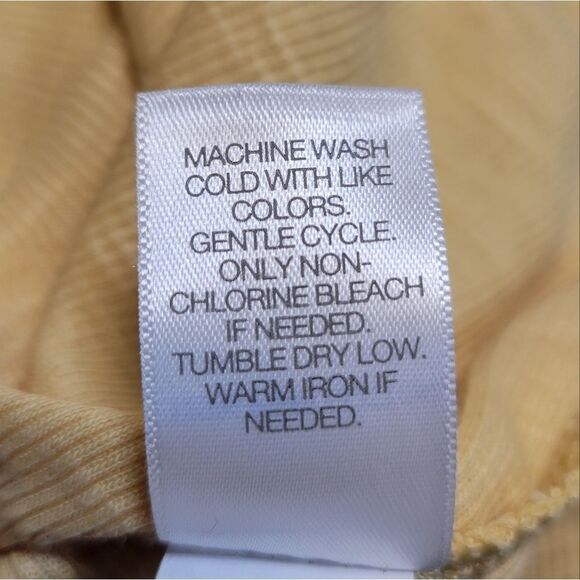 MACHINE WASH
COLD WITH LIKE
COLORS.
GENTLE CYCLE.
ONLY NON-
CHLORINE BLEACH
IF NEEDED.
TUMBLE DRY LOW.
WARM IRON IF
NEEDED.